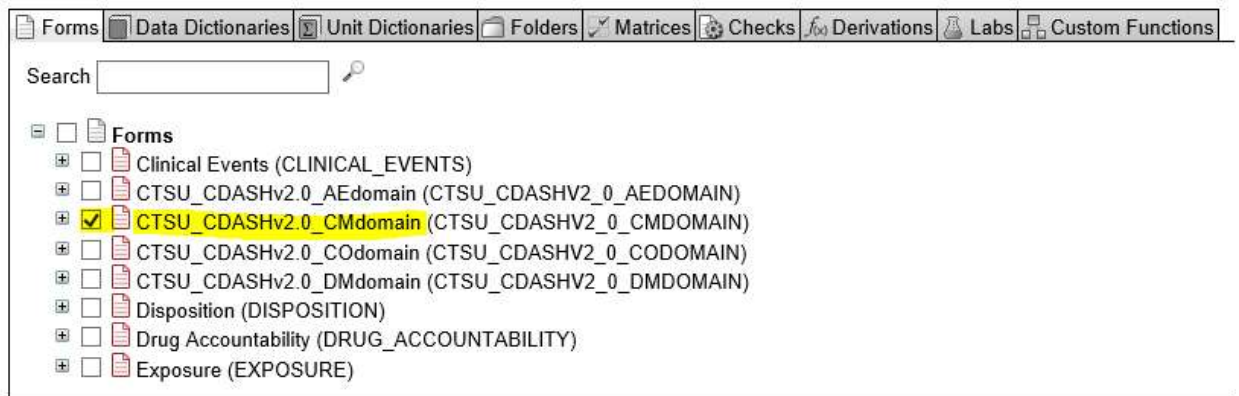 Forms Data Dictionaries Unit Dictionaries Folders Matrices Checks f(x) Derivations Labs Custom Functions
Search
Forms
Clinical Events (CLINICAL_EVENTS)
CTSU_CDASHv2.0_AEdomain (CTSU_CDASHV2_0_AEDOMAIN)
CTSU_CDASHv2.0_CMdomain (CTSU_CDASHV2_0_CMDOMAIN)
CTSU_CDASHv2.0_COdomain (CTSU_CDASHV2_0_CODOMAIN)
CTSU_CDASHv2.0_DMdomain (CTSU_CDASHV2_0_DMDOMAIN)
Disposition (DISPOSITION)
Drug Accountability (DRUG_ACCOUNTABILITY)
Exposure (EXPOSURE)